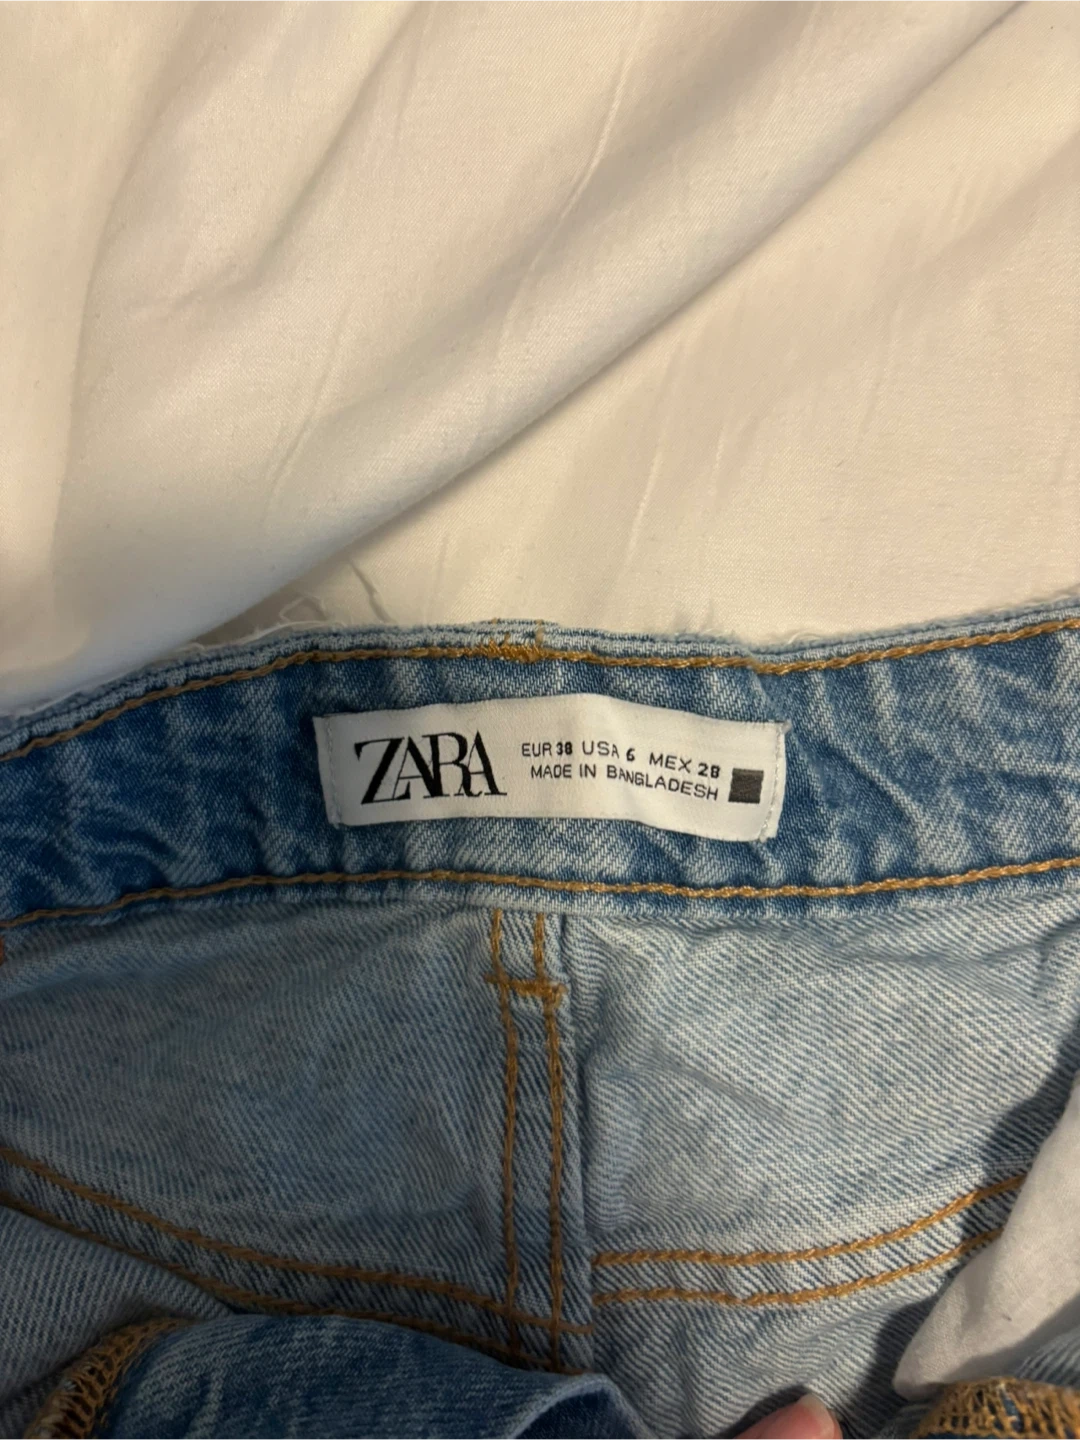 ZARA
EUR 38 USA 6 MEX 28
MADE IN BANGLADESH